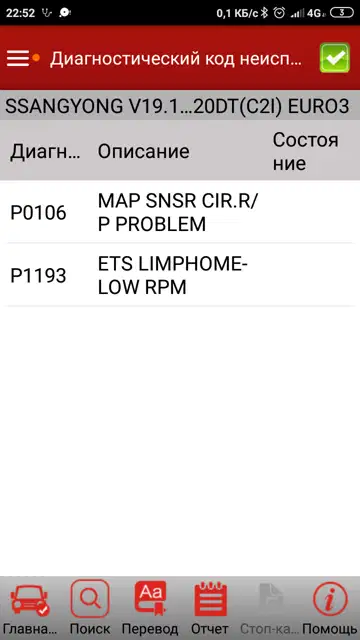 22:52 0,1 КБ/с 4G 3
Диагностический код неисп...
SSANGYONG V19.1...20DT(C2I) EURO3
Диагн... Описание Состоя
ние
P0106 MAP SNSR CIR.R/
P PROBLEM
P1193 ETS LIMPHOME-
LOW RPM
Aa
Главна... Поиск Перевод Отчет Стоп-ка... Помощь